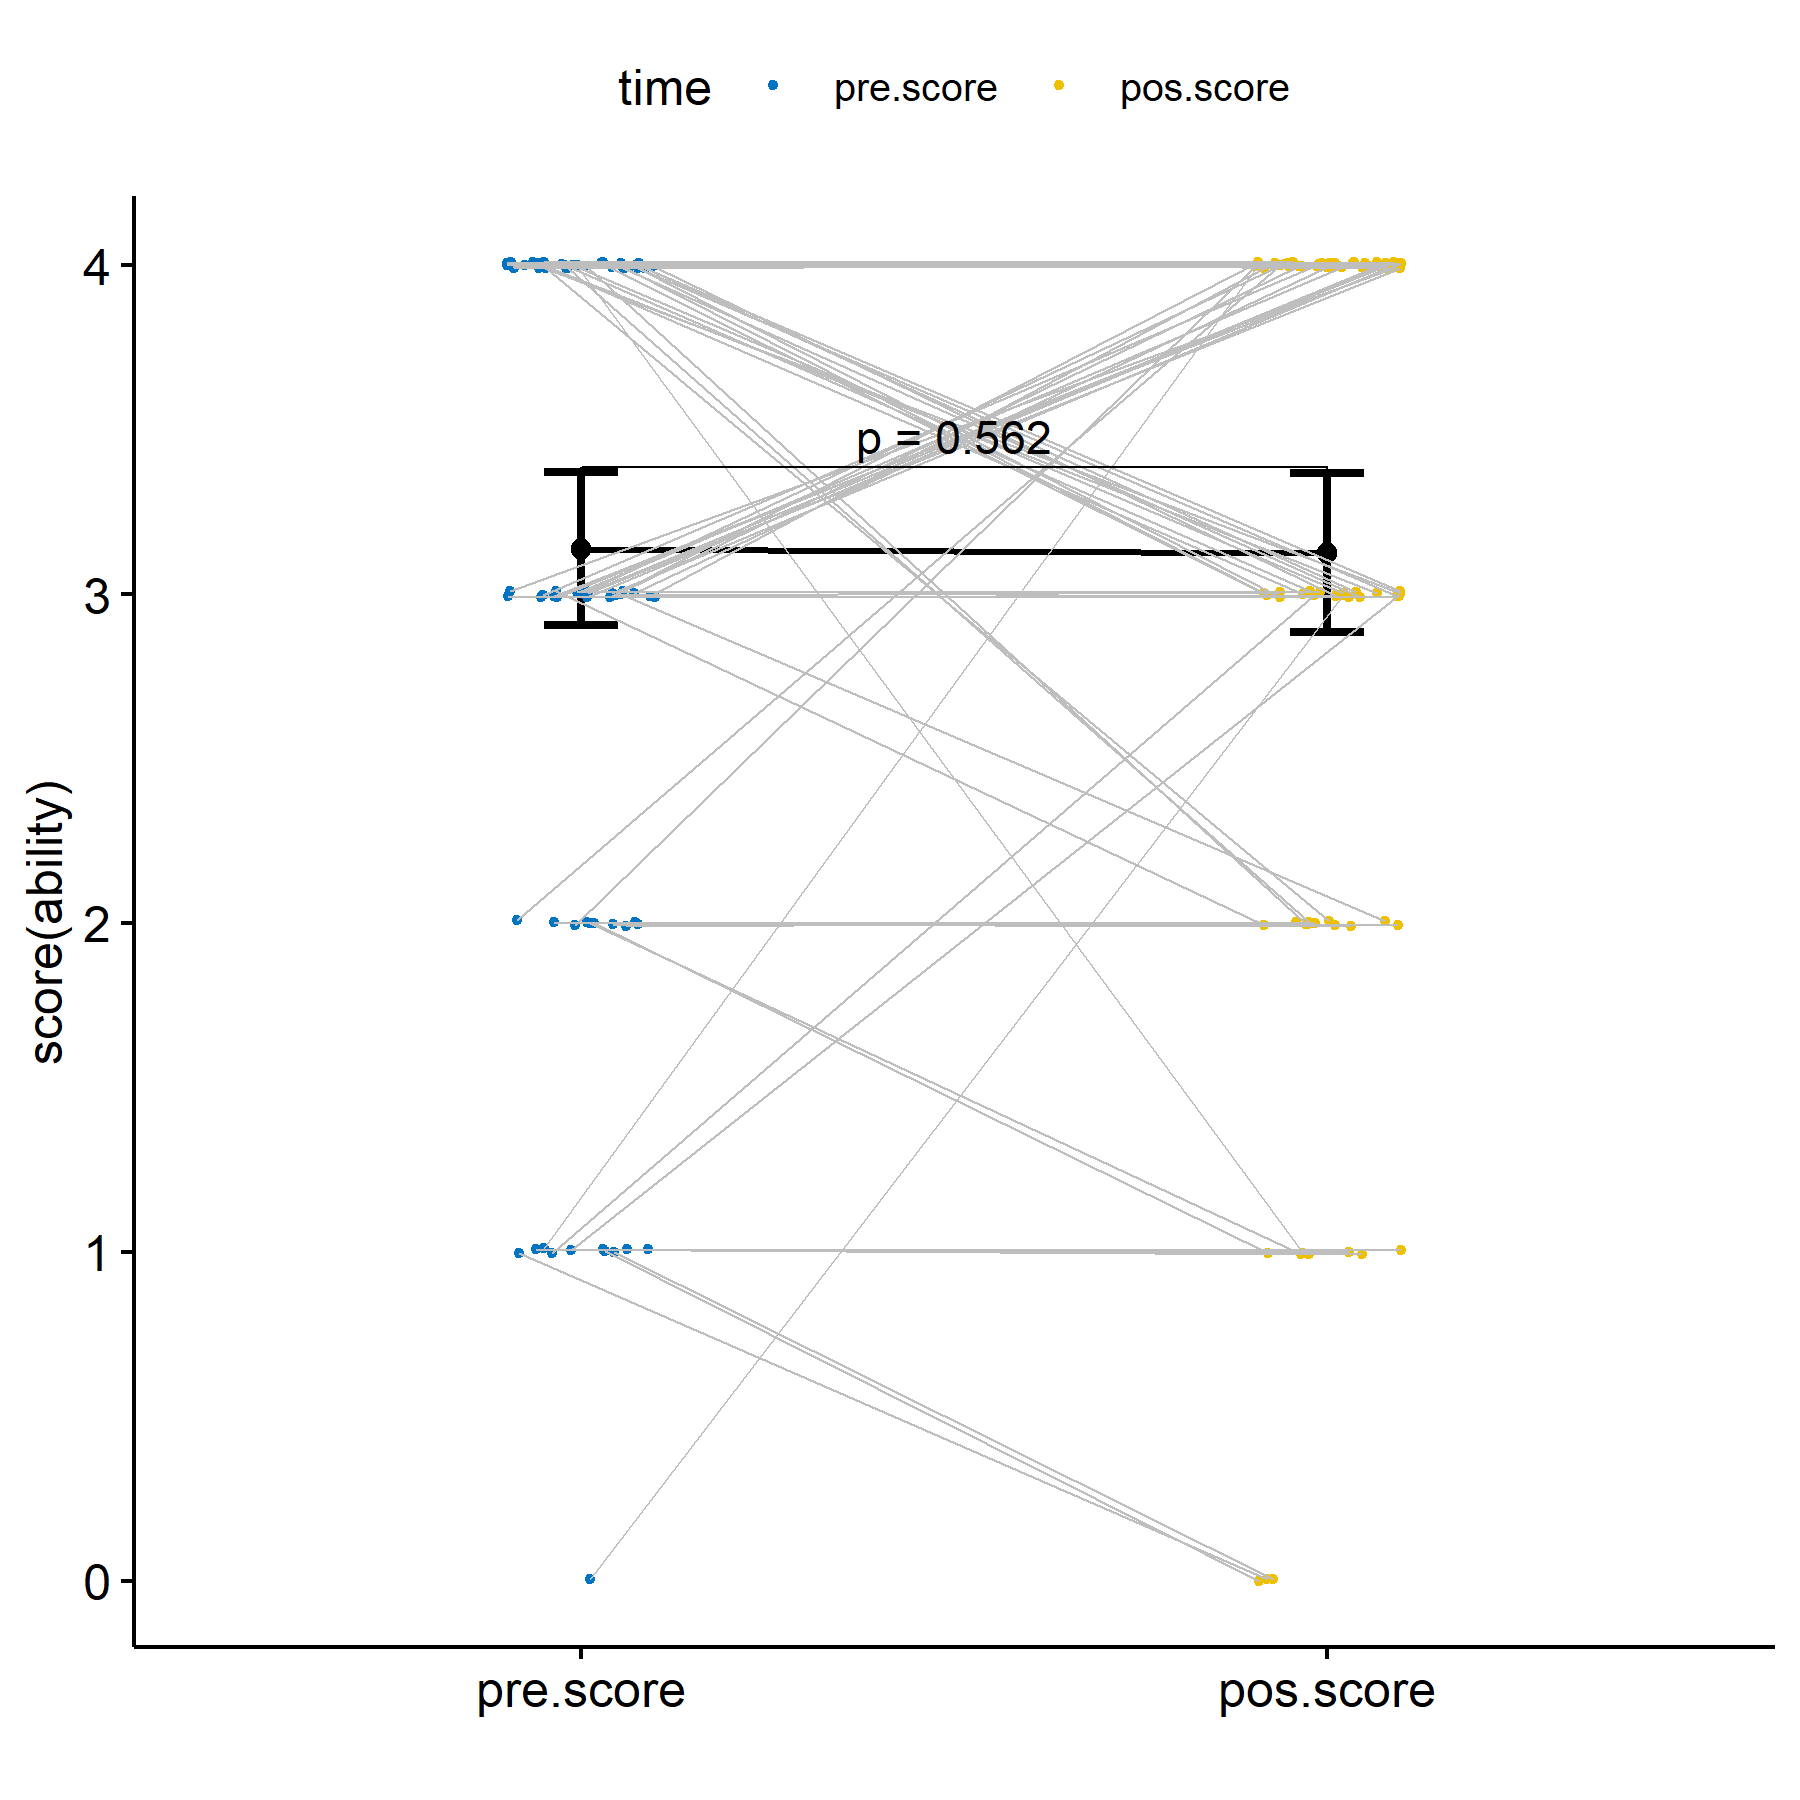 time pre.score pos.score
4
p = 0.562
3
2
1
0
score(ability)
pre.score pos.score